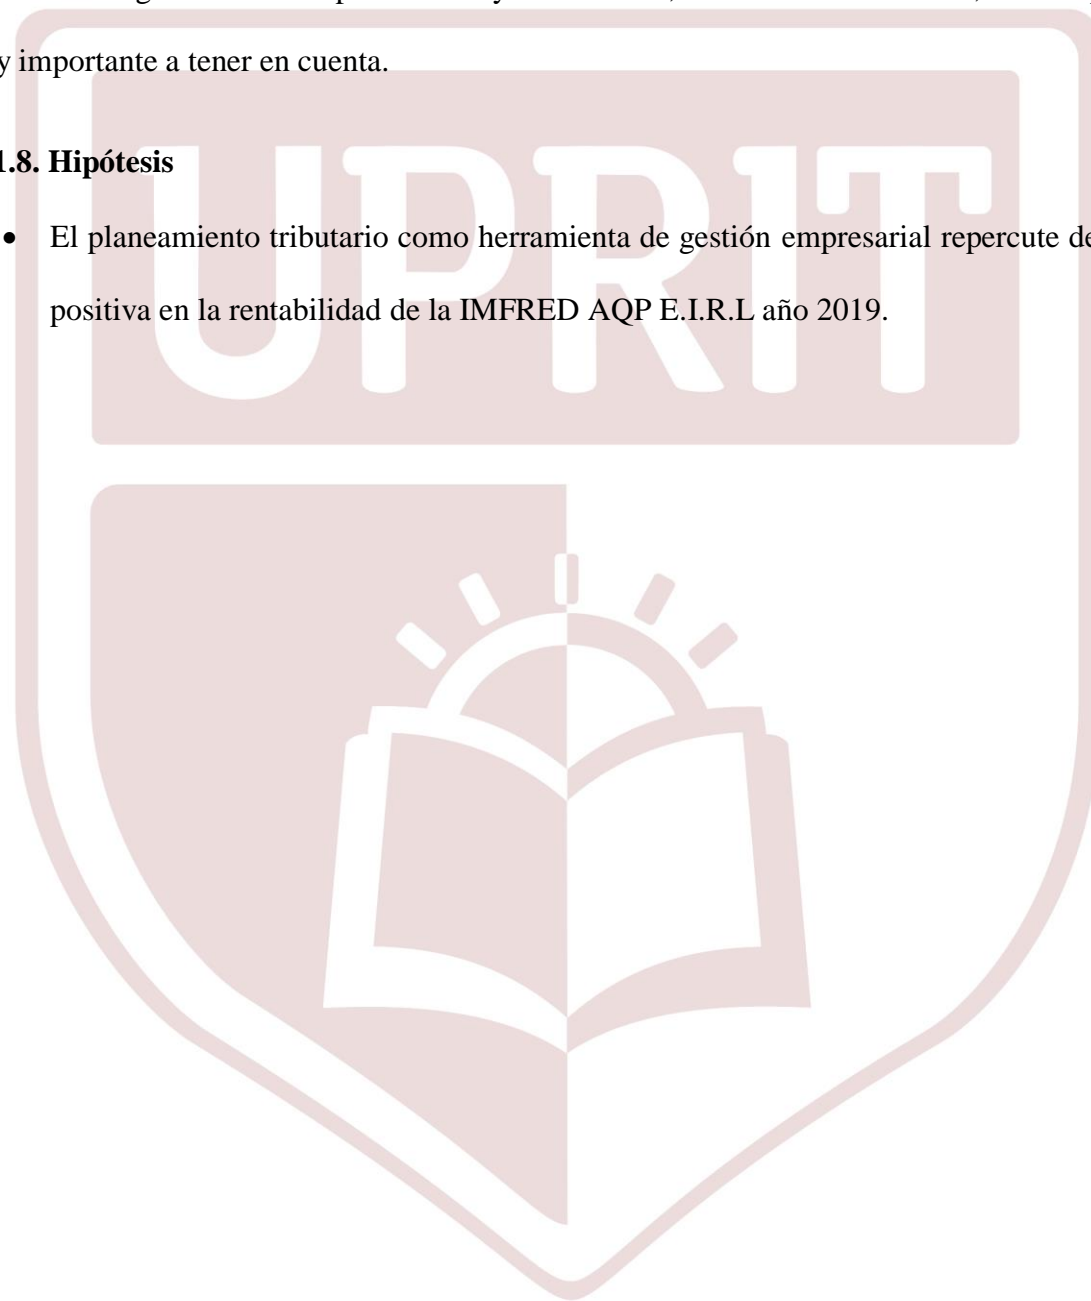 y importante a tener en cuenta.
1.8. Hipótesis
• El planeamiento tributario como herramienta de gestión empresarial repercute de
positiva en la rentabilidad de la IMFRED AQP E.I.R.L año 2019.
UPRIT